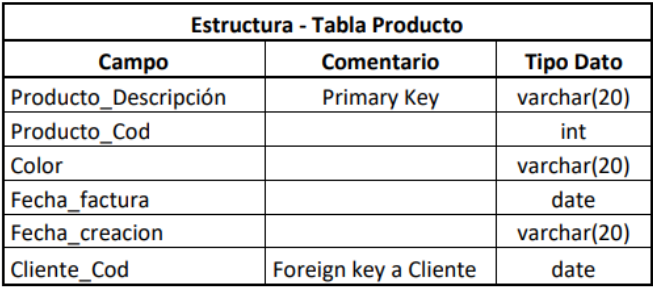 Estructura - Tabla Producto
Campo Comentario Tipo Dato
Producto_Descripción Primary Key varchar(20)
Producto_Cod int
Color varchar(20)
Fecha_factura date
Fecha_creacion varchar(20)
Cliente_Cod Foreign key a Cliente date